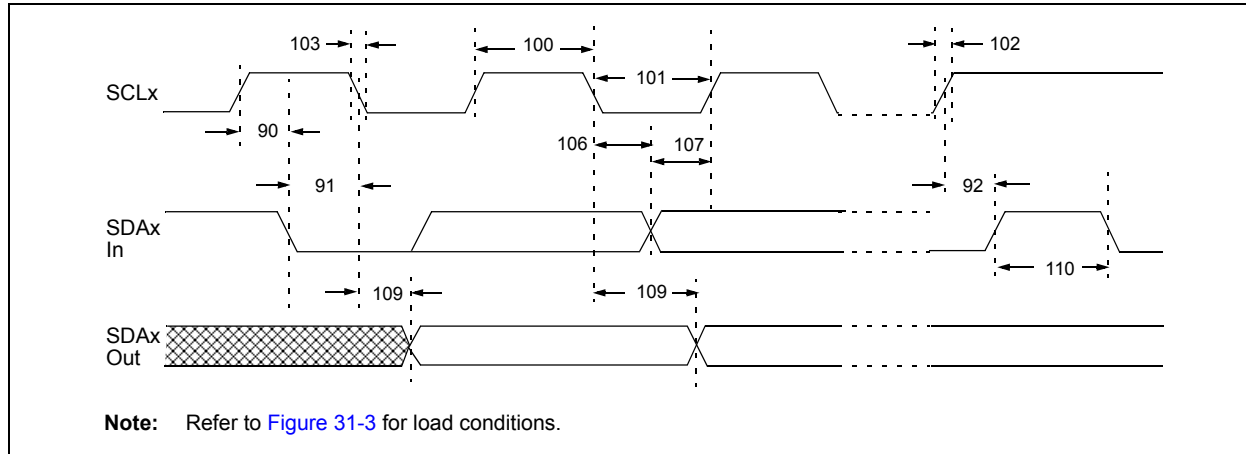 103
100
102
101
SCLx
90
106
107
91
92
SDAx
In
110
109
109
SDAx
Out
Note: Refer to Figure 31-3 for load conditions.